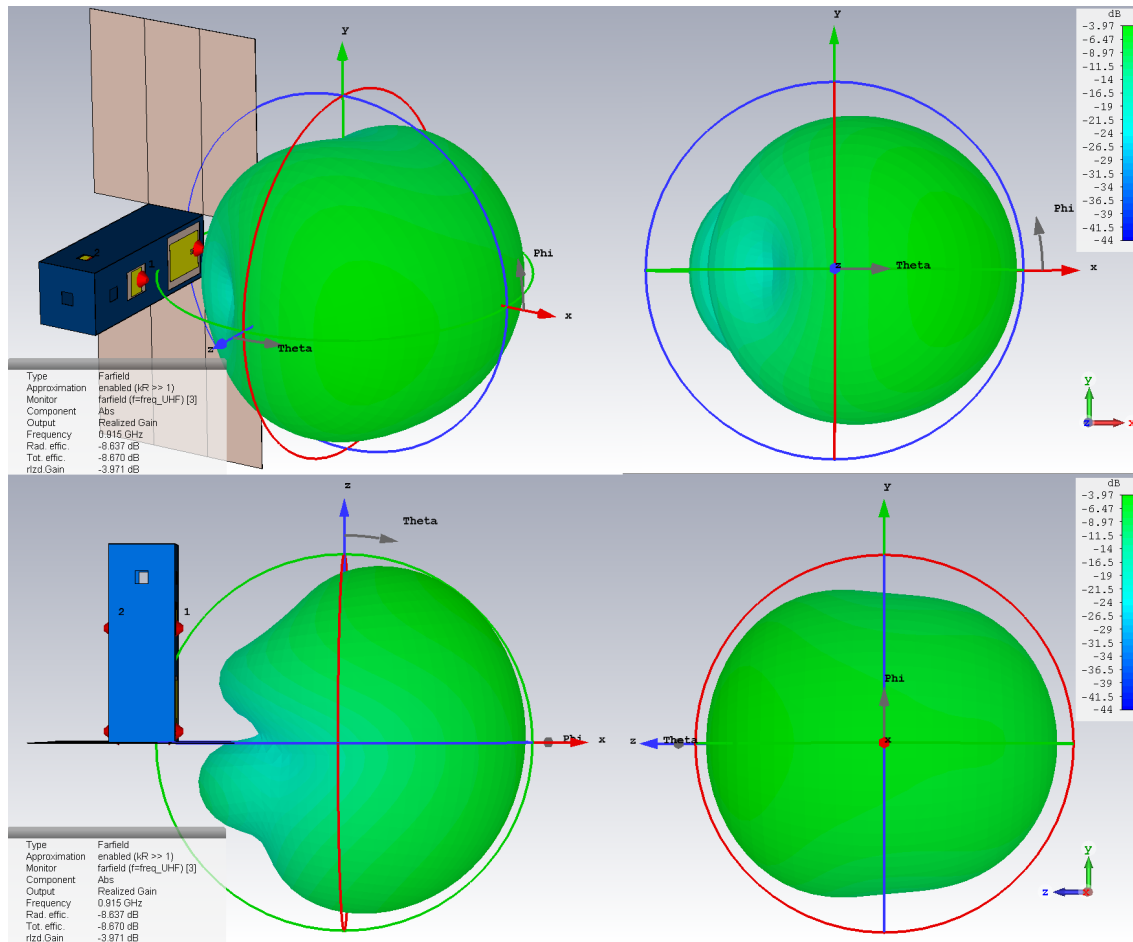 y
Phi
x
z
Theta
2
1
Type Farfield
Approximation enabled (kR >> 1)
Monitor farfield (f=freq_UHF) [3]
Component Abs
Output Realized Gain
Frequency 0.915 GHz
Rad. effic. -8.637 dB
Tot. effic. -8.670 dB
rlzd.Gain -3.971 dB
y
Phi
z
Theta
x
dB
-3.97
-6.47
-8.97
-11.5
-14
-16.5
-19
-21.5
-24
-26.5
-29
-31.5
-34
-36.5
-39
-41.5
-44
y
z
x
z
Theta
2
1
Phi
x
Type Farfield
Approximation enabled (kR >> 1)
Monitor farfield (f=freq_UHF) [3]
Component Abs
Output Realized Gain
Frequency 0.915 GHz
Rad. effic. -8.637 dB
Tot. effic. -8.670 dB
rlzd.Gain -3.971 dB
y
Phi
z
Theta
x
dB
-3.97
-6.47
-8.97
-11.5
-14
-16.5
-19
-21.5
-24
-26.5
-29
-31.5
-34
-36.5
-39
-41.5
-44
y
z
x